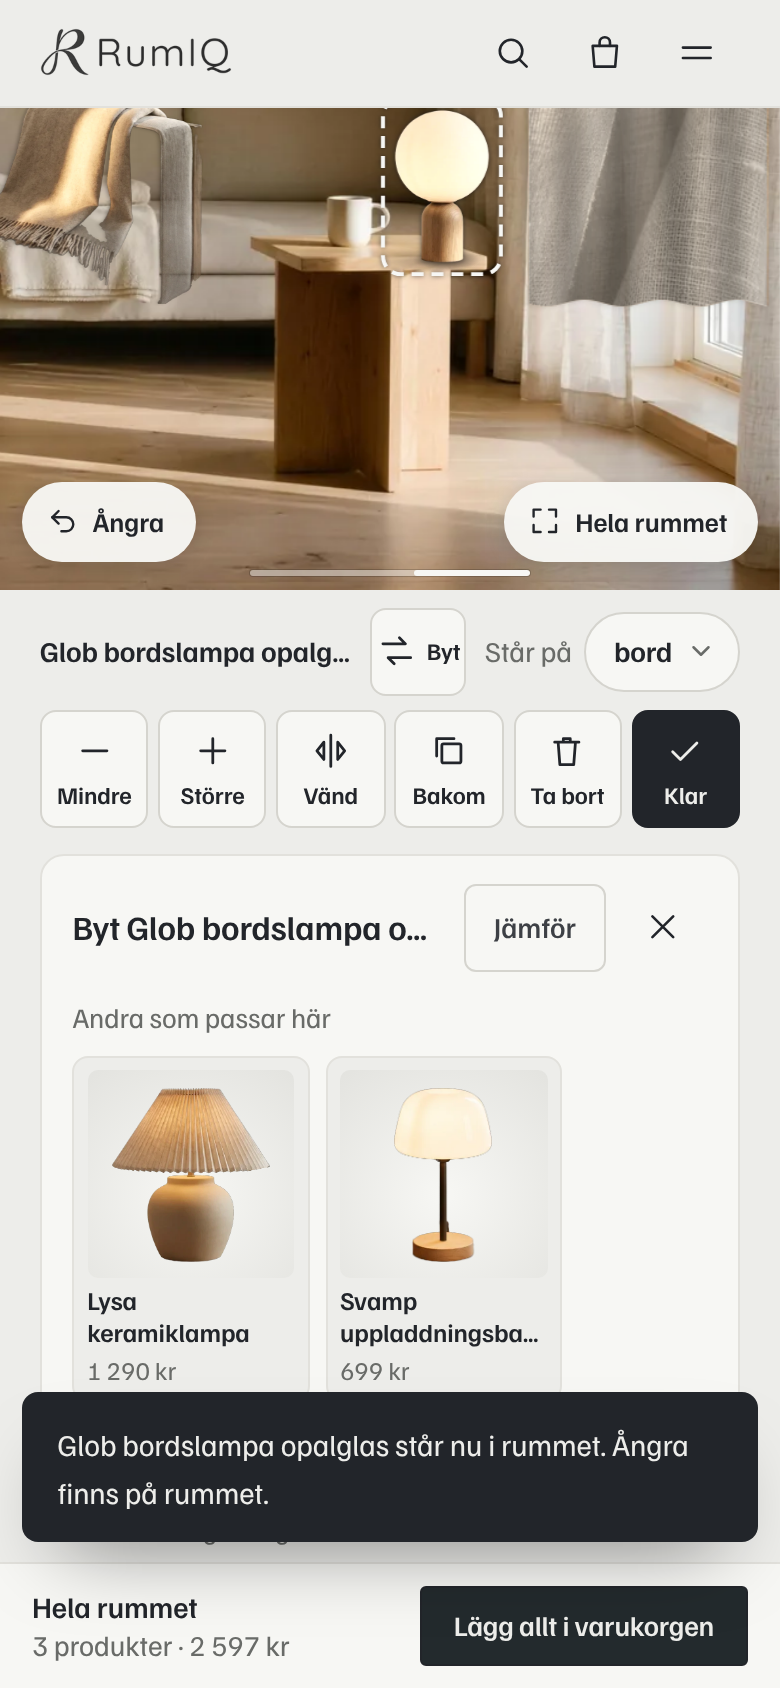 RumIQ
Ångra
Hela rummet
Glob bordslampa opalg...
Byt
Står på
bord
Mindre
Större
Vänd
Bakom
Ta bort
Klar
Byt Glob bordslampa o...
Jämför
Andra som passar här
Lysa
keramiklampa
1 290 kr
Svamp
uppladdningsba...
699 kr
Glob bordslampa opalglas står nu i rummet. Ångra
finns på rummet.
Hela rummet
3 produkter · 2 597 kr
Lägg allt i varukorgen